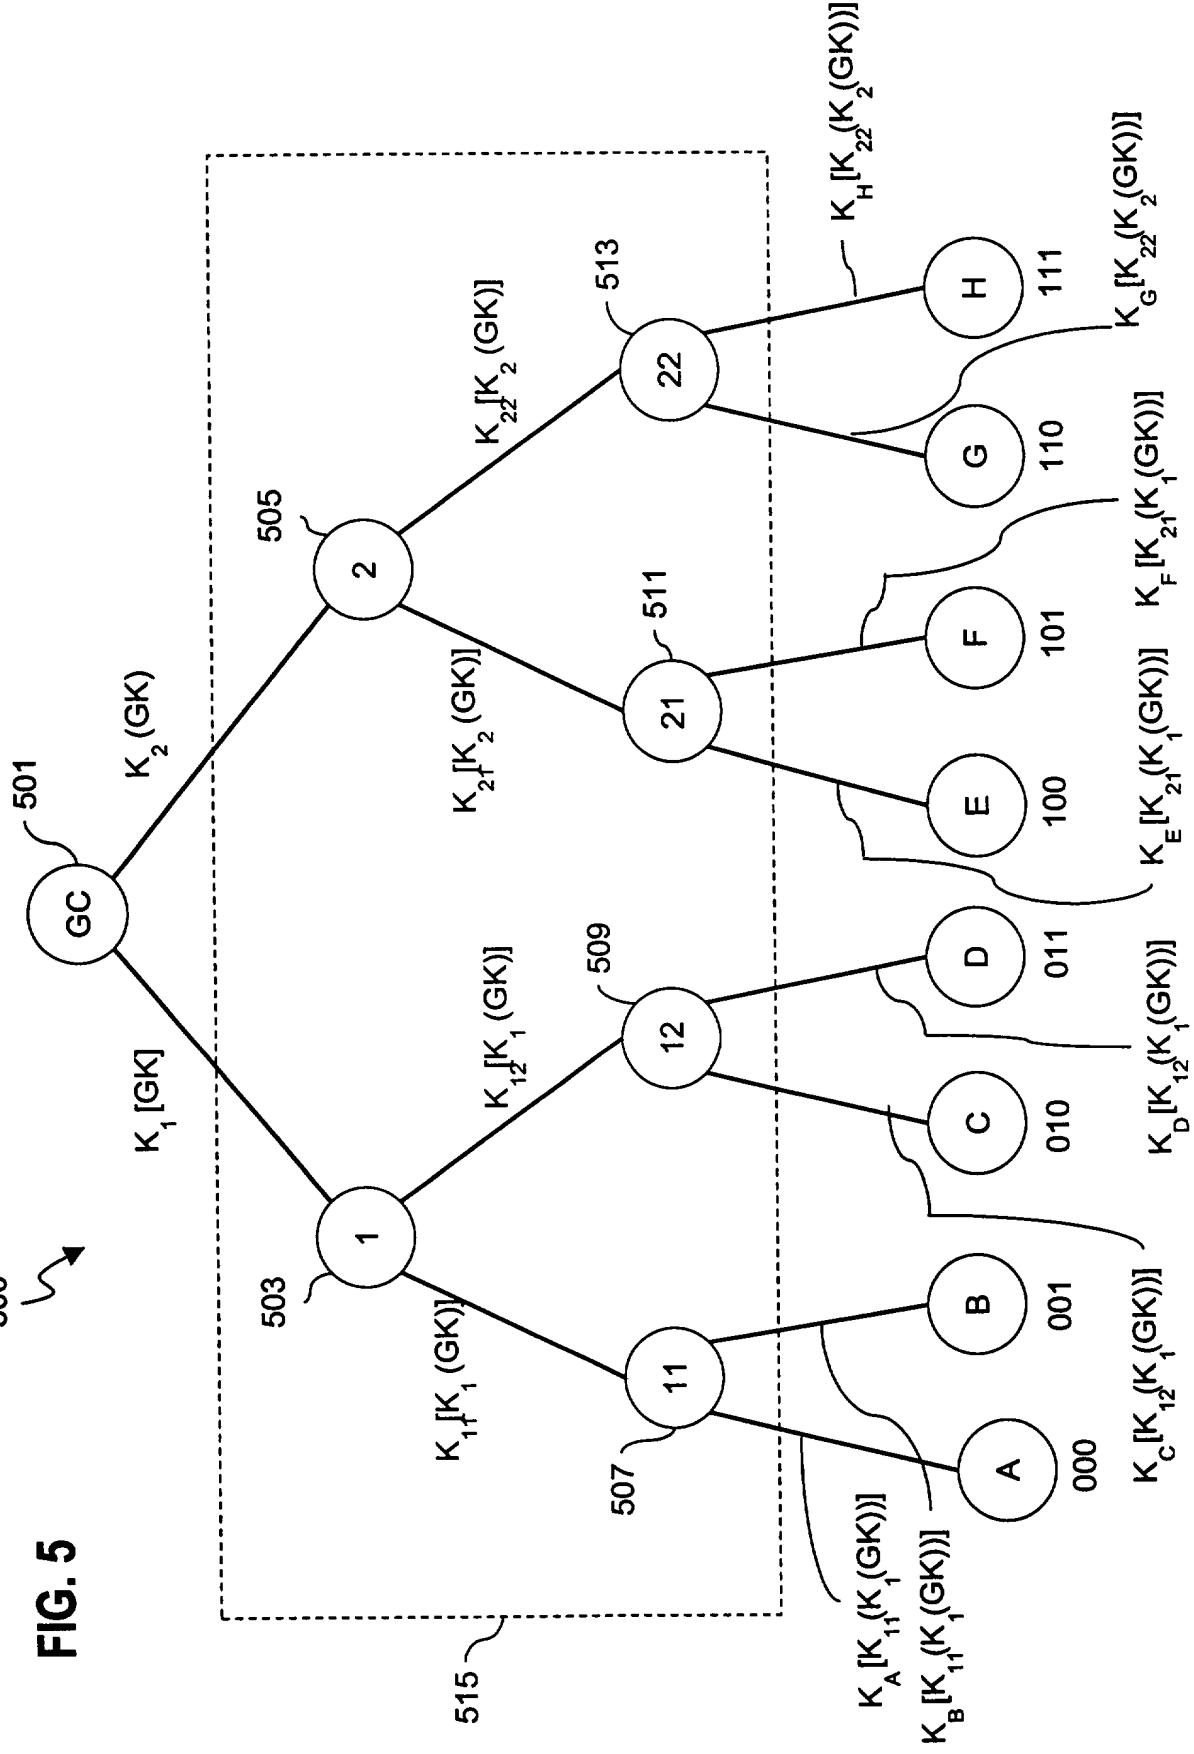 FIG. 5
GC
501
K1 [GK]
K2 (GK)
503
1
505
2
K11[K1 (GK)]
K12[K1 (GK)]
K21[K2 (GK)]
K22[K2 (GK)]
507
11
509
12
511
21
513
22
515
A
B
C
D
E
F
G
H
000
001
010
011
100
101
110
111
KA[K11(K1(GK))]
KB[K11(K1(GK))]
KC[K12(K1(GK))]
KD[K12(K1(GK))]
KE[K21(K1(GK))]
KF[K21(K1(GK))]
KG[K22(K2(GK))]
KH[K22(K2(GK))]